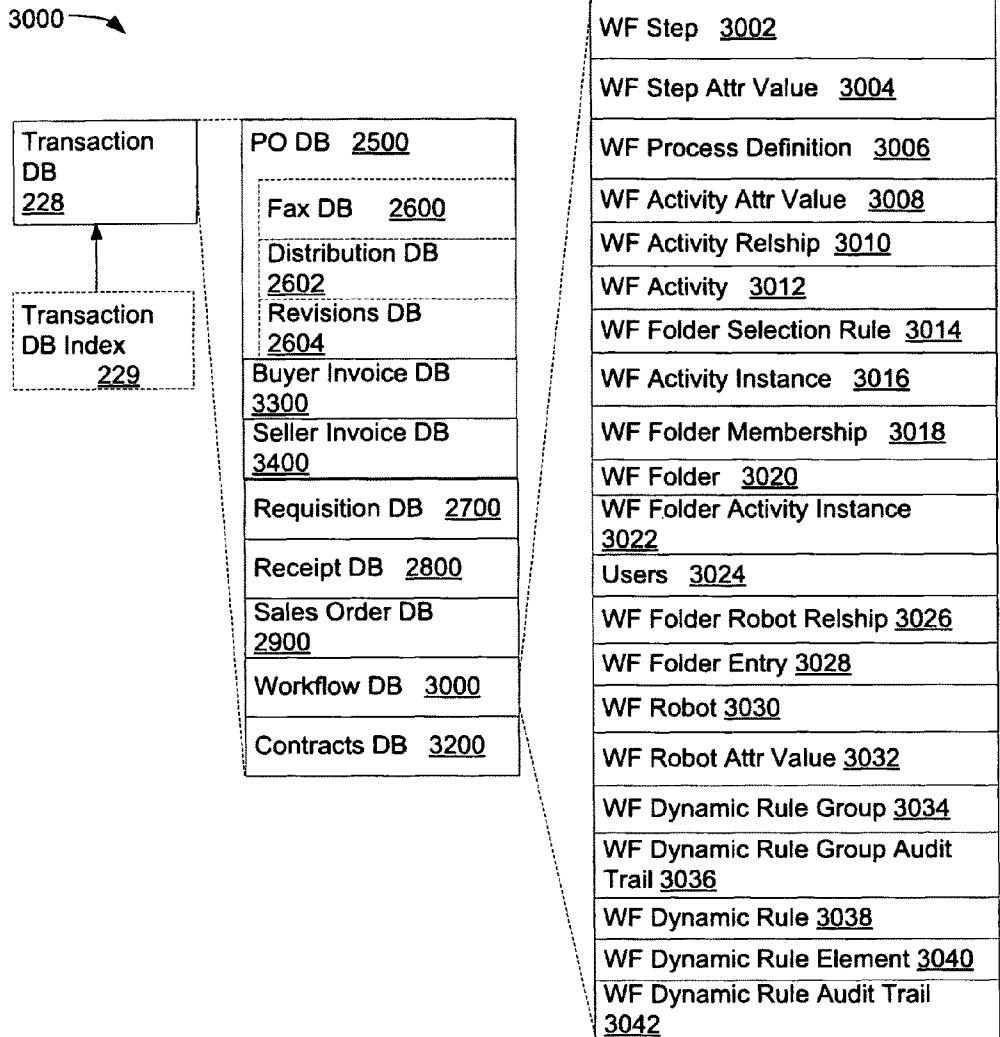 3000
Transaction
DB
228
Transaction
DB Index
229
PO DB 2500
Fax DB 2600
Distribution DB
2602
Revisions DB
2604
Buyer Invoice DB
3300
Seller Invoice DB
3400
Requisition DB 2700
Receipt DB 2800
Sales Order DB
2900
Workflow DB 3000
Contracts DB 3200
WF Step 3002
WF Step Attr Value 3004
WF Process Definition 3006
WF Activity Attr Value 3008
WF Activity Relship 3010
WF Activity 3012
WF Folder Selection Rule 3014
WF Activity Instance 3016
WF Folder Membership 3018
WF Folder 3020
WF Folder Activity Instance
3022
Users 3024
WF Folder Robot Relship 3026
WF Folder Entry 3028
WF Robot 3030
WF Robot Attr Value 3032
WF Dynamic Rule Group 3034
WF Dynamic Rule Group Audit
Trail 3036
WF Dynamic Rule 3038
WF Dynamic Rule Element 3040
WF Dynamic Rule Audit Trail
3042